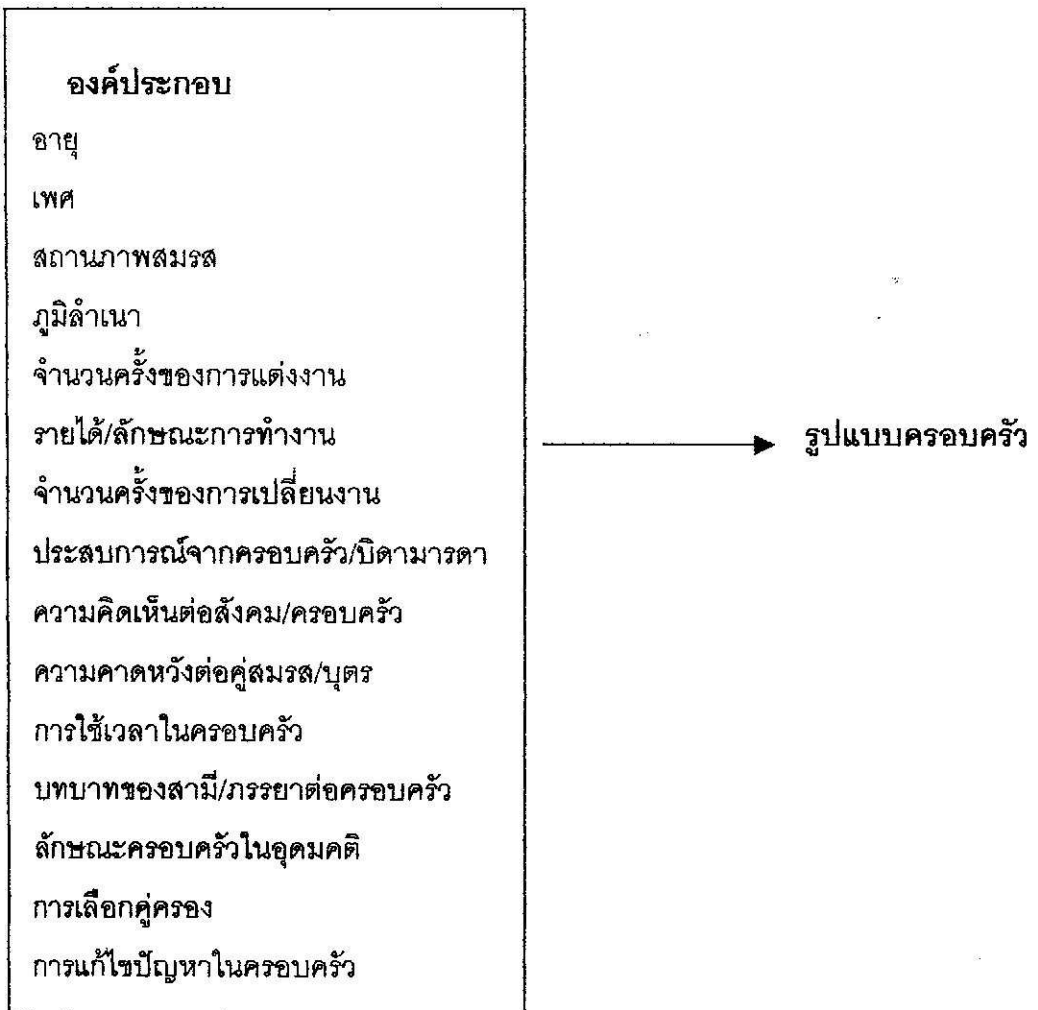 องค์ประกอบ
อายุ
เพศ
สถานภาพสมรส
ภูมิลำเนา
จำนวนครั้งของการแต่งงาน
รายได้/ลักษณะการทำงาน
รูปแบบครอบครัว
จำนวนครั้งของการเปลี่ยนงาน
ประสบการณ์จากครอบครัว/บิดามารดา
ความคิดเห็นต่อสังคม/ครอบครัว
ความคาดหวังต่อคู่สมรส/บุตร
การใช้เวลาในครอบครัว
บทบาทของสามี/ภรรยาต่อครอบครัว
ลักษณะครอบครัวในอุดมคติ
การเลือกคู่ครอง
การแก้ไขปัญหาในครอบครัว